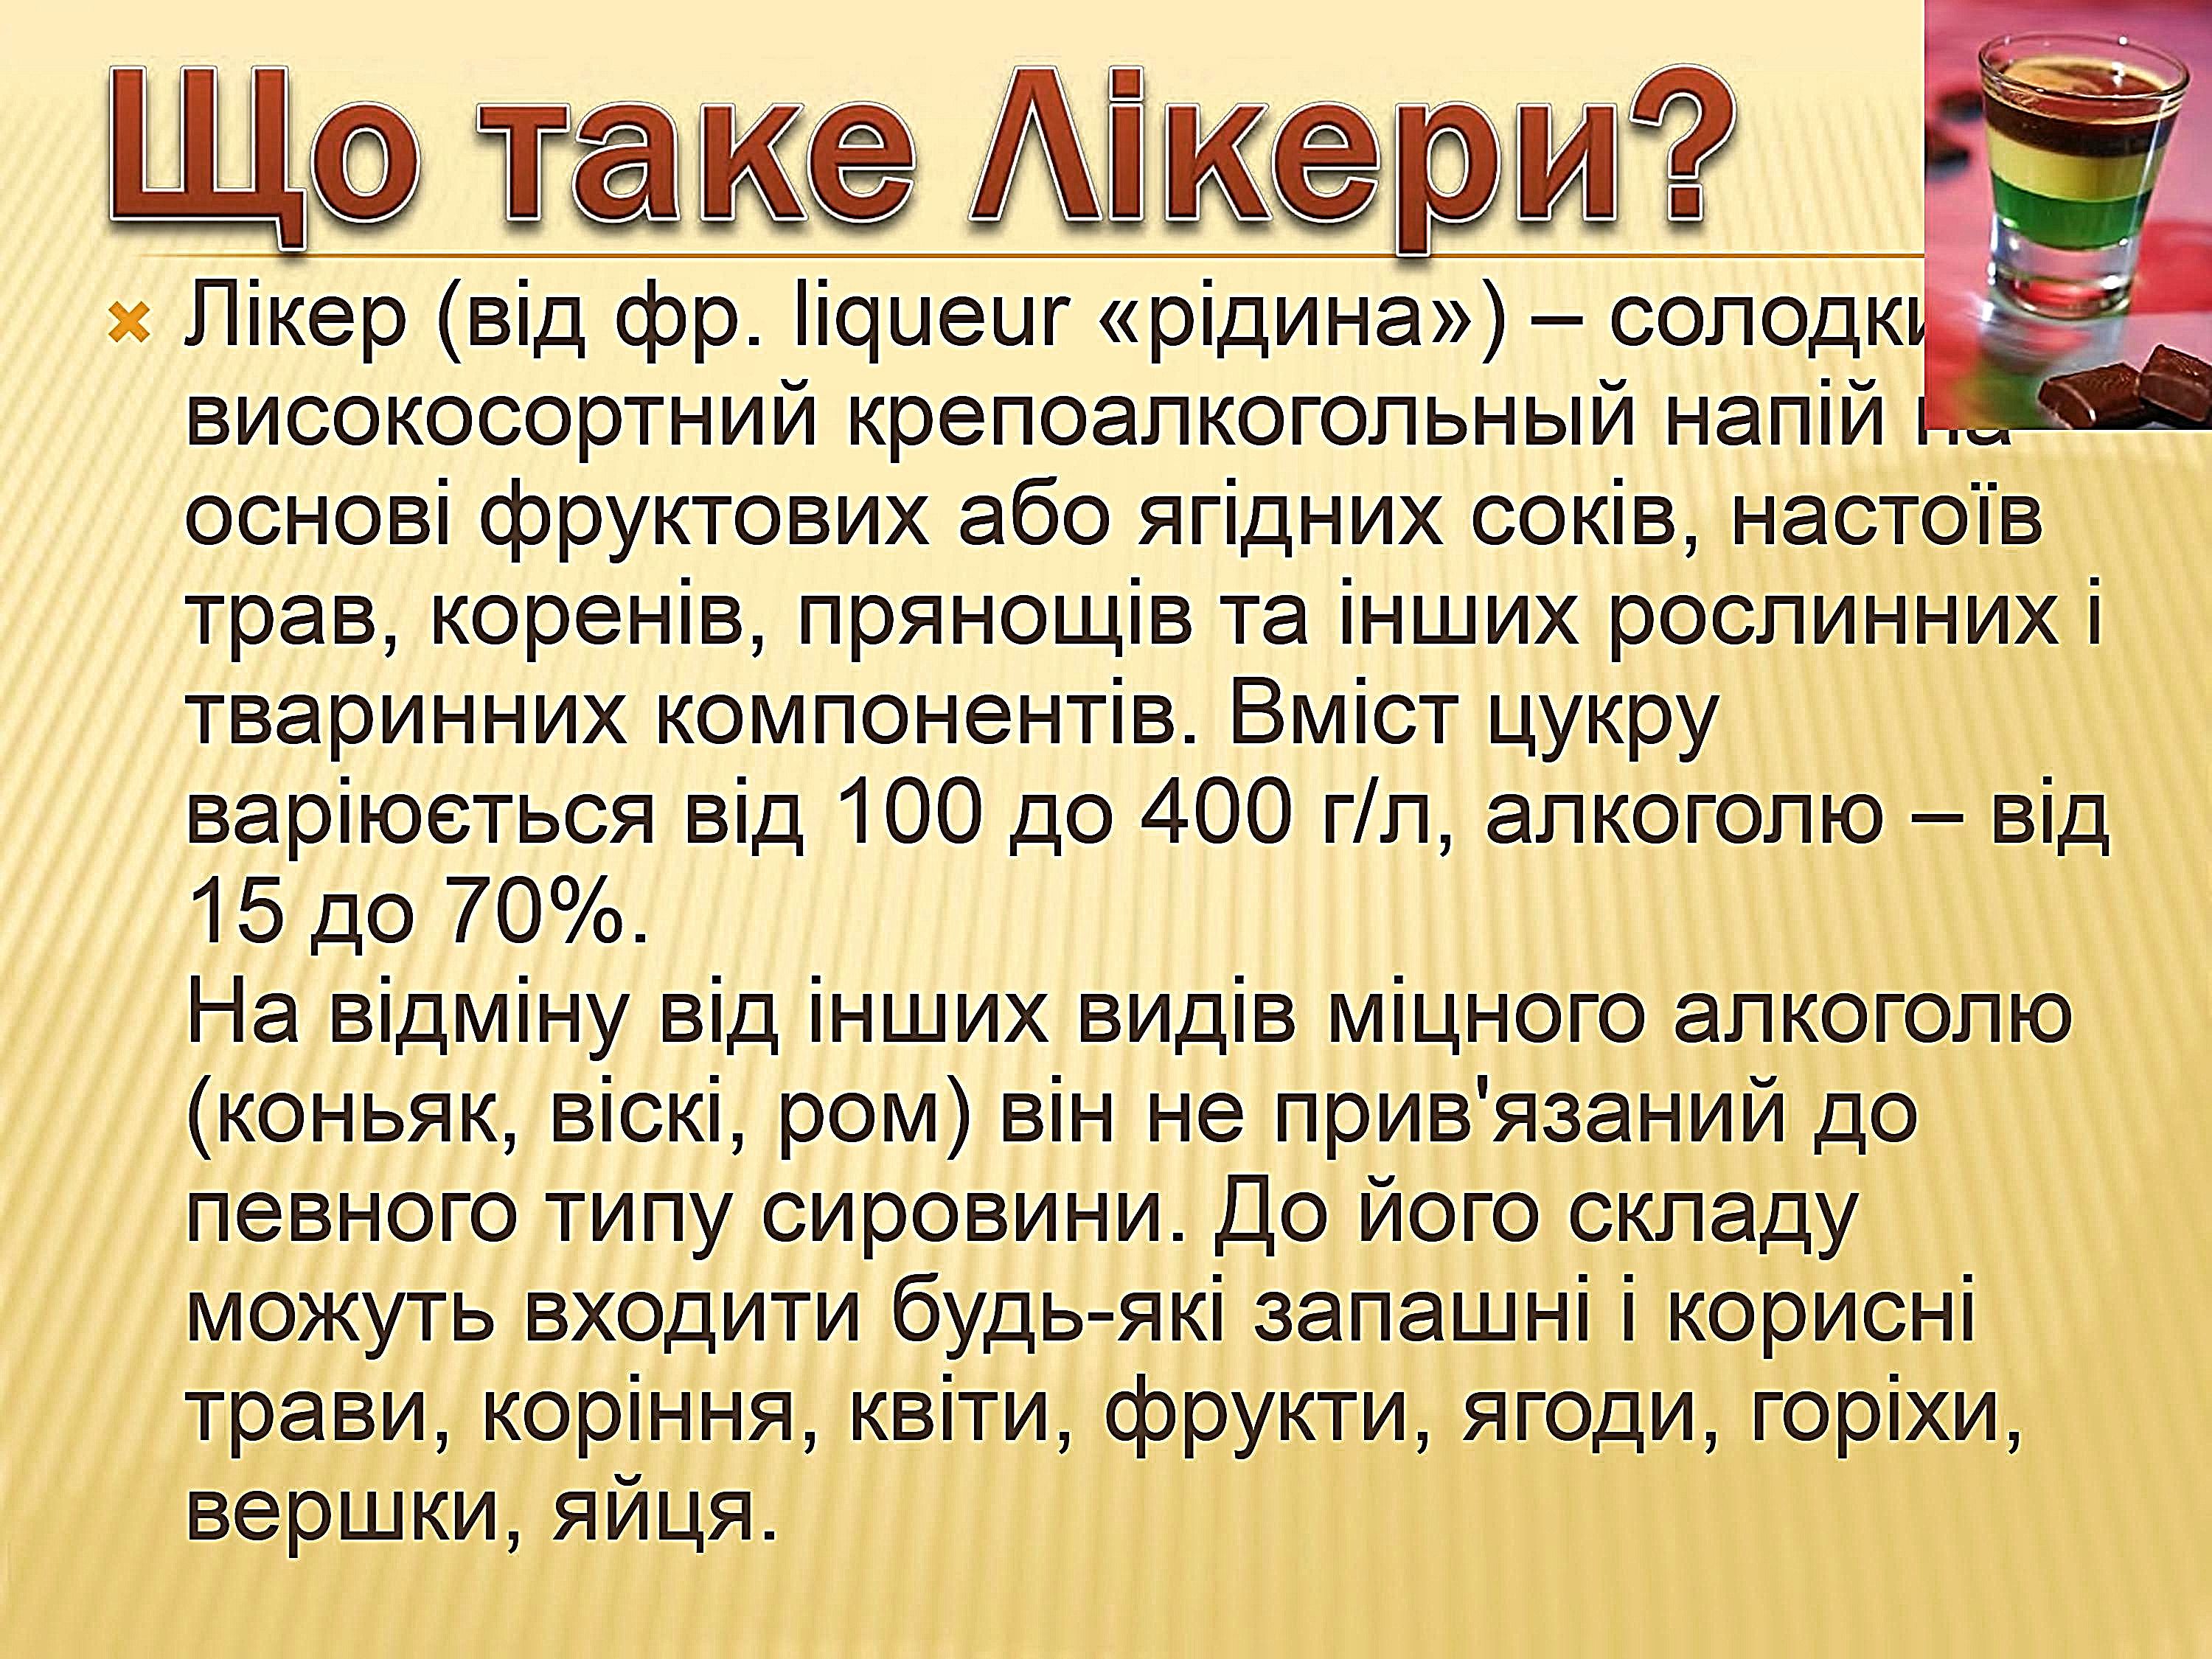 Що таке Лікери?
Лікер (від фр. liqueur «рідина») – солодки
високосортний крепоалкогольный напій на
основі фруктових або ягідних соків, настоїв
трав, коренів, прянощів та інших рослинних і
тваринних компонентів. Вміст цукру
варіюється від 100 до 400 г/л, алкоголю – від
15 до 70%.
На відміну від інших видів міцного алкоголю
(коньяк, віскі, ром) він не прив'язаний до
певного типу сировини. До його складу
можуть входити будь-які запашні і корисні
трави, коріння, квіти, фрукти, ягоди, горіхи,
вершки, яйця.